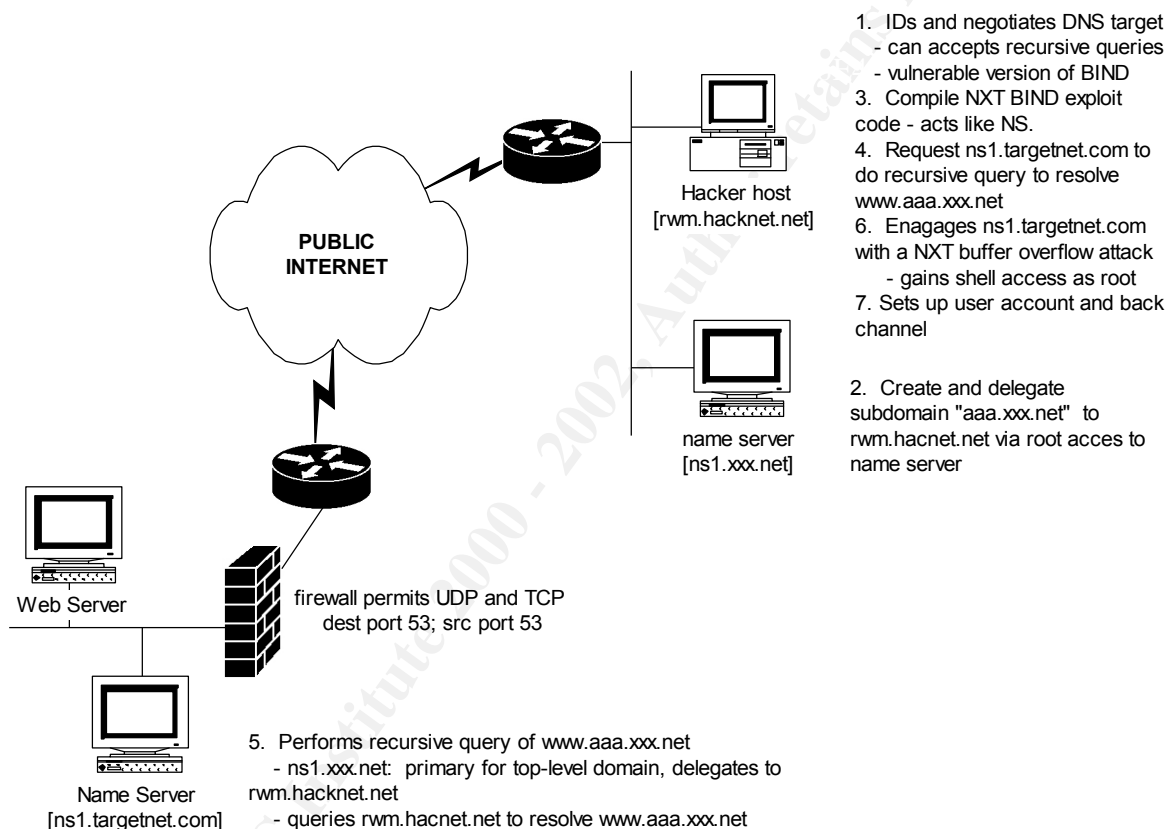 1. IDs and negotiates DNS target
- can accepts recursive queries
- vulnerable version of BIND
3. Compile NXT BIND exploit
code - acts like NS.
4. Request ns1.targetnet.com to
do recursive query to resolve
www.aaa.xxx.net
6. Enagages ns1.targetnet.com
with a NXT buffer overflow attack
- gains shell access as root
7. Sets up user account and back
channel
Hacker host
[rwm.hacknet.net]
PUBLIC
INTERNET
2. Create and delegate
subdomain "aaa.xxx.net" to
rwm.hacnet.net via root acces to
name server
name server
[ns1.xxx.net]
Web Server
firewall permits UDP and TCP
dest port 53; src port 53
Name Server
[ns1.targetnet.com]
5. Performs recursive query of www.aaa.xxx.net
- ns1.xxx.net: primary for top-level domain, delegates to
rwm.hacknet.net
- queries rwm.hacnet.net to resolve www.aaa.xxx.net
Institute 2000 - 2002, Auth retains